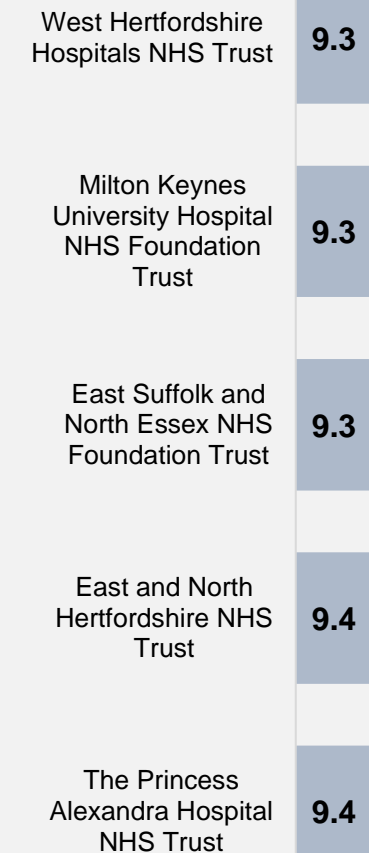 West Hertfordshire
Hospitals NHS Trust
9.3
Milton Keynes
University Hospital
NHS Foundation
Trust
9.3
East Suffolk and
North Essex NHS
Foundation Trust
9.3
East and North
Hertfordshire NHS
Trust
9.4
The Princess
Alexandra Hospital
NHS Trust
9.4